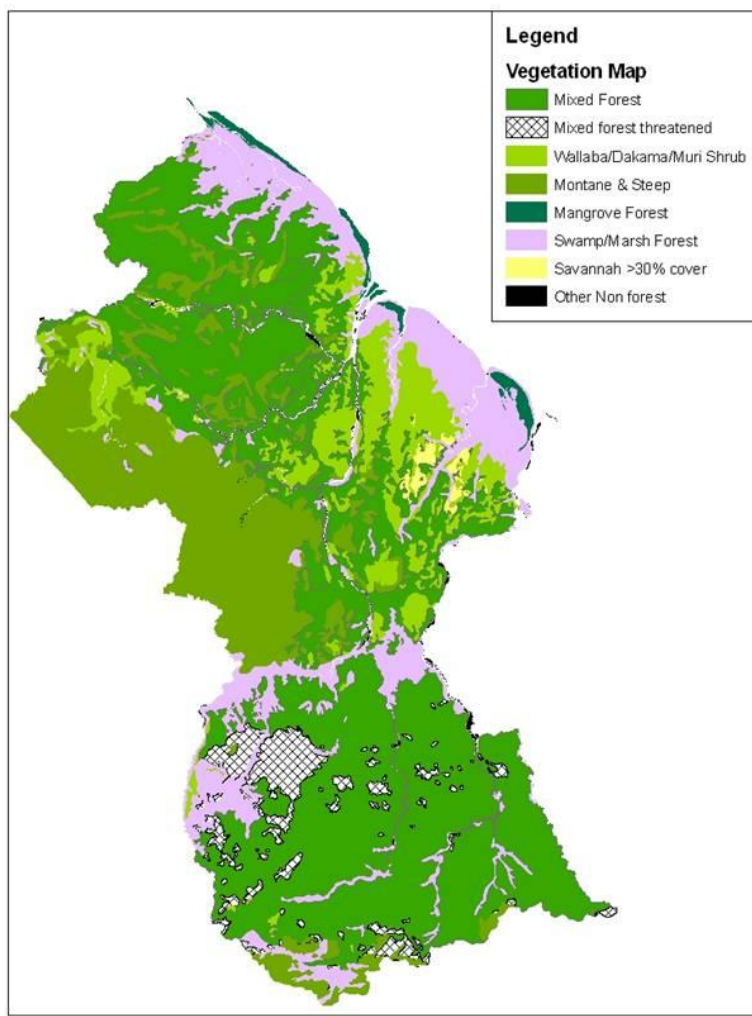 Legend
Vegetation Map
Mixed Forest
Mixed forest threatened
Wallaba/Dakama/Muri Shrub
Montane & Steep
Mangrove Forest
Swamp/Marsh Forest
Savannah >30% cover
Other Non forest